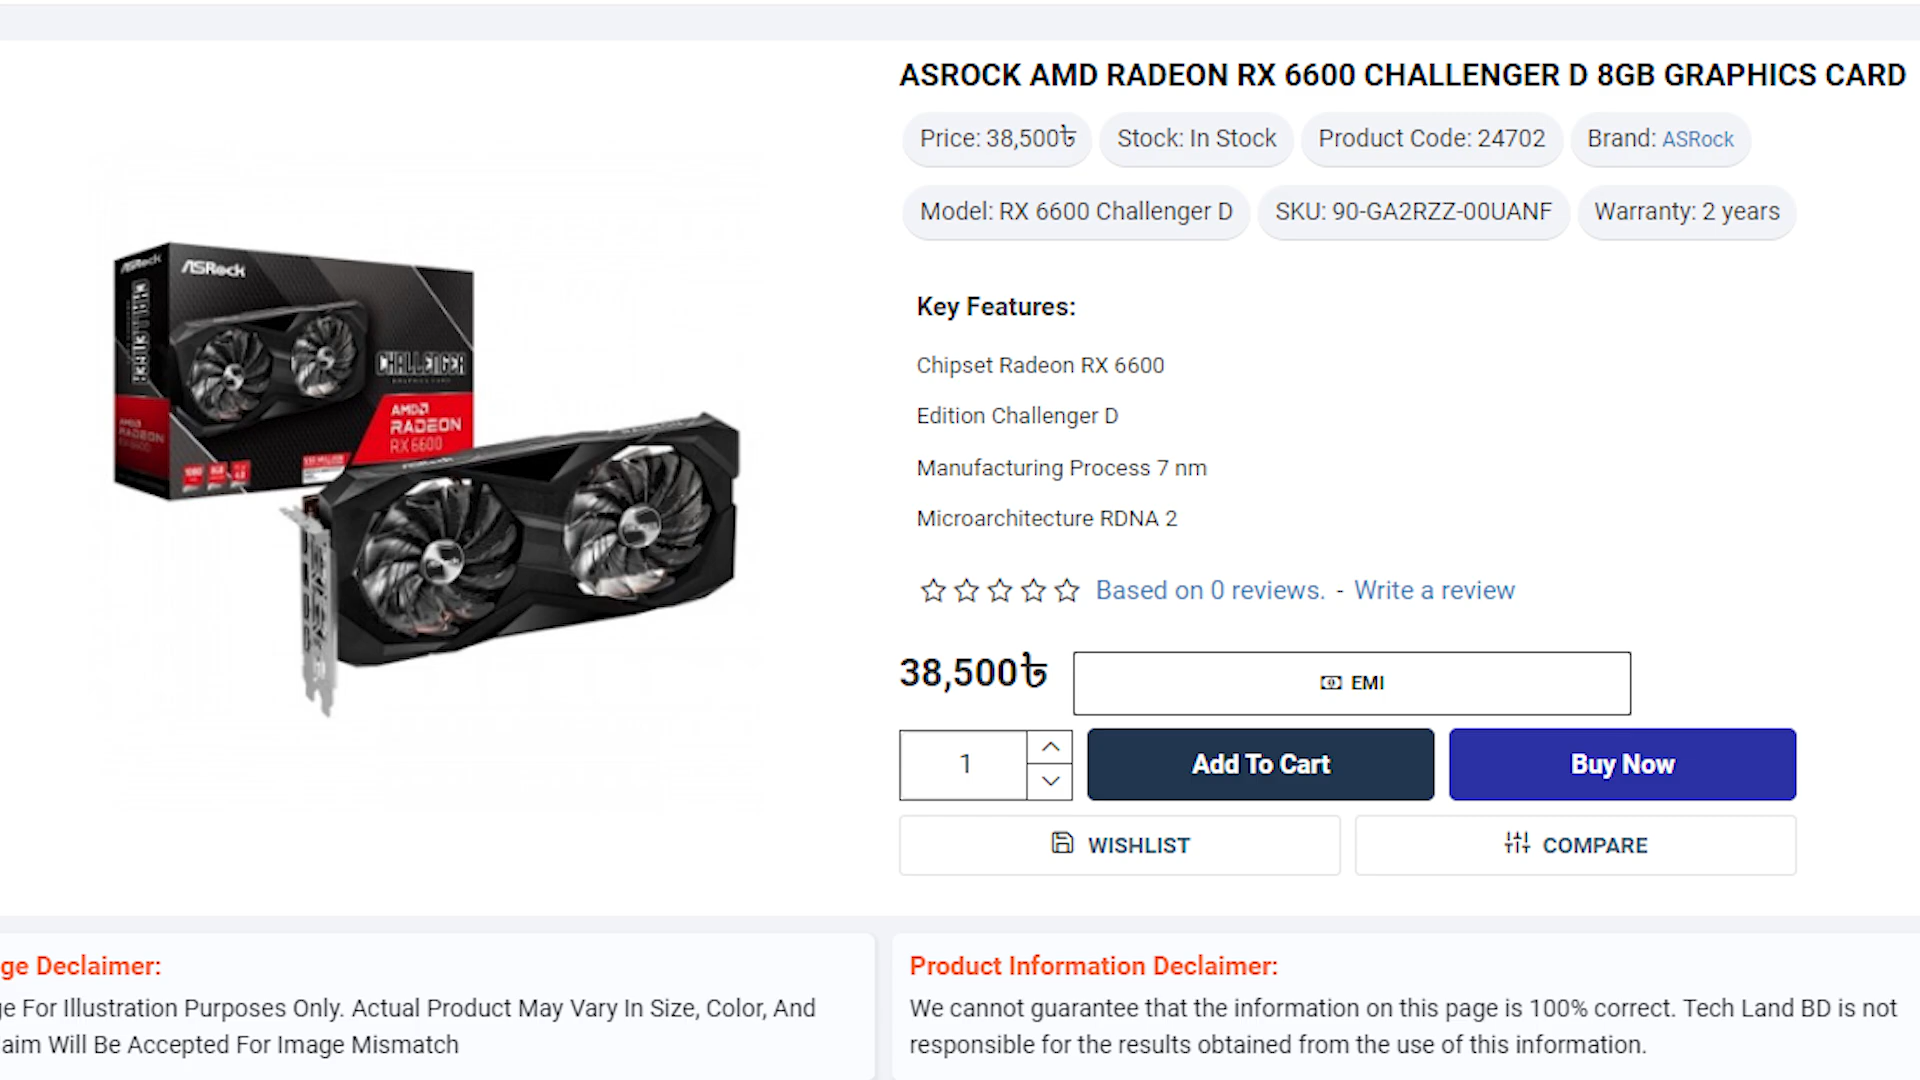 ASROCK AMD RADEON RX 6600 CHALLENGER D 8GB GRAPHICS CARD
Price: 38,500৳
Stock: In Stock
Product Code: 24702
Brand: ASRock
Model: RX 6600 Challenger D
SKU: 90-GA2RZZ-00UANF
Warranty: 2 years
ASRock
ASRock
CHALLENGER
GRAPHICS CARD
AMD
RADEON
RX 6600
AMD
RADEON
Key Features:
Chipset Radeon RX 6600
Edition Challenger D
Manufacturing Process 7 nm
Microarchitecture RDNA 2
Based on 0 reviews. - Write a review
38,500৳
EMI
1
Add To Cart
Buy Now
WISHLIST
COMPARE
ge Declaimer:
ge For Illustration Purposes Only. Actual Product May Vary In Size, Color, And
aim Will Be Accepted For Image Mismatch
Product Information Declaimer:
We cannot guarantee that the information on this page is 100% correct. Tech Land BD is not
responsible for the results obtained from the use of this information.